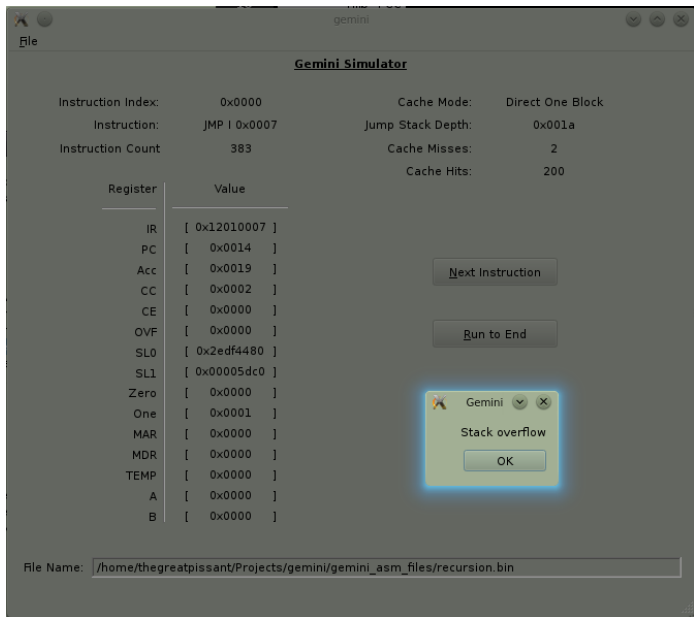 gemini
File
Gemini Simulator
Instruction Index: 0x0000 Cache Mode: Direct One Block
Instruction: JMP I 0x0007 Jump Stack Depth: 0x001a
Instruction Count 383 Cache Misses: 2
Cache Hits: 200
Register Value
IR [ 0x12010007 ]
PC [ 0x0014 ]
Acc [ 0x0019 ]
CC [ 0x0002 ]
CE [ 0x0000 ]
OVF [ 0x0000 ]
SL0 [ 0x2edf4480 ]
SL1 [ 0x00005dc0 ]
Zero [ 0x0000 ]
One [ 0x0001 ]
MAR [ 0x0000 ]
MDR [ 0x0000 ]
TEMP [ 0x0000 ]
A [ 0x0000 ]
B [ 0x0000 ]
Next Instruction
Run to End
Gemini
Stack overflow
OK
File Name: /home/thegreatpissant/Projects/gemini/gemini_asm_files/recursion.bin